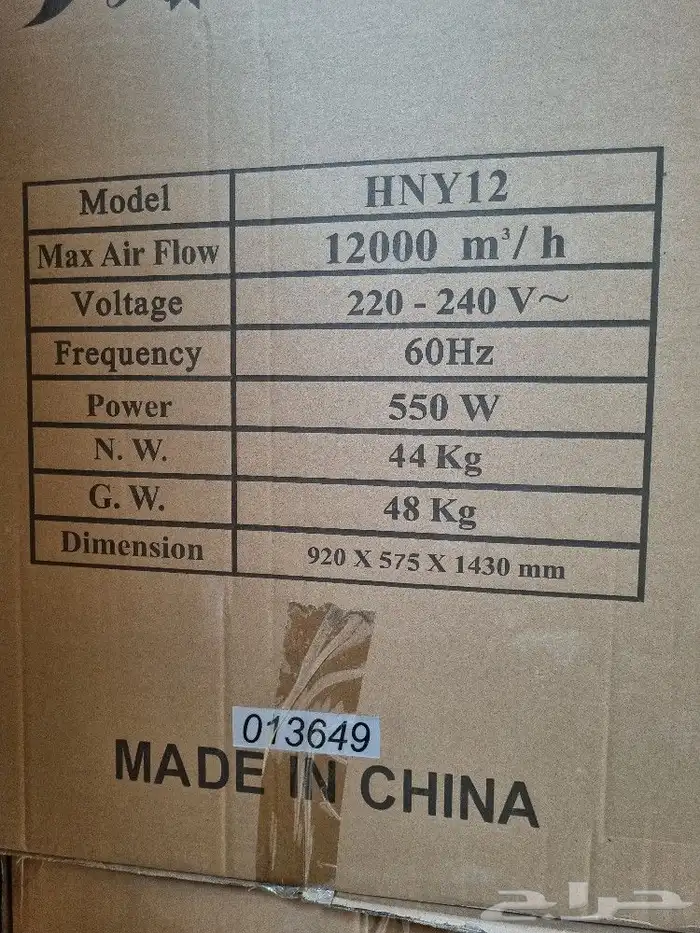 Model HNY12
Max Air Flow 12000 m³/ h
Voltage 220 - 240 V~
Frequency 60Hz
Power 550 W
N. W. 44 Kg
G. W. 48 Kg
Dimension 920 X 575 X 1430 mm
013649
MADE IN CHINA
حراج